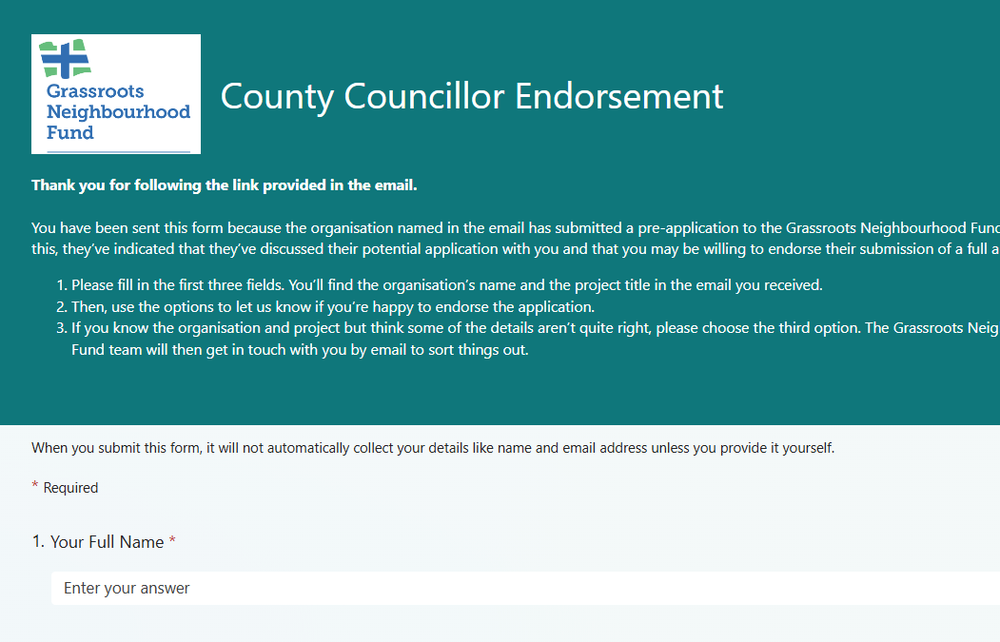 Grassroots
Neighbourhood
Fund
County Councillor Endorsement
Thank you for following the link provided in the email.
You have been sent this form because the organisation named in the email has submitted a pre-application to the Grassroots Neighbourhood Fund
this, they've indicated that they've discussed their potential application with you and that you may be willing to endorse their submission of a full a
1. Please fill in the first three fields. You'll find the organisation's name and the project title in the email you received.
2. Then, use the options to let us know if you're happy to endorse the application.
3. If you know the organisation and project but think some of the details aren't quite right, please choose the third option. The Grassroots Neig
Fund team will then get in touch with you by email to sort things out.
When you submit this form, it will not automatically collect your details like name and email address unless you provide it yourself.
* Required
1. Your Full Name *
Enter your answer